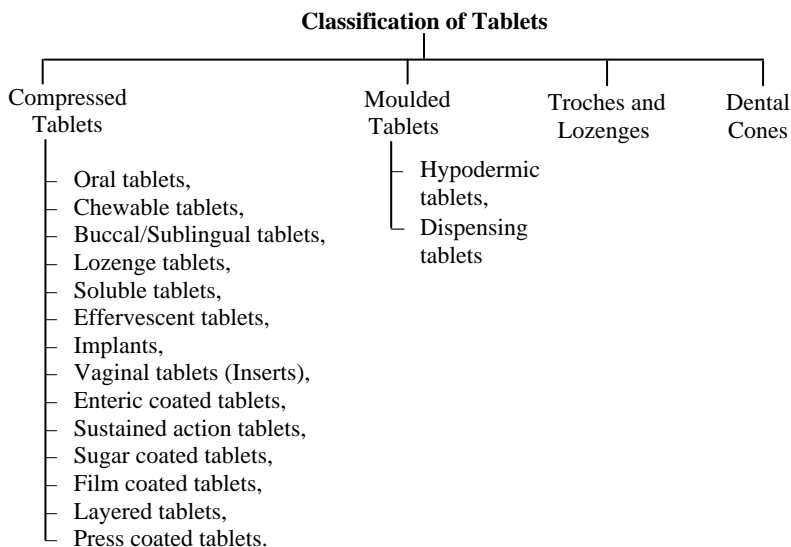 Classification of Tablets
Compressed
Tablets
Oral tablets,
Chewable tablets,
Buccal/Sublingual tablets,
Lozenge tablets,
Soluble tablets,
Effervescent tablets,
Implants,
Vaginal tablets (Inserts),
Enteric coated tablets,
Sustained action tablets,
Sugar coated tablets,
Film coated tablets,
Layered tablets,
Press coated tablets.
Moulded
Tablets
Hypodermic
tablets,
Dispensing
tablets
Troches and
Lozenges
Dental
Cones